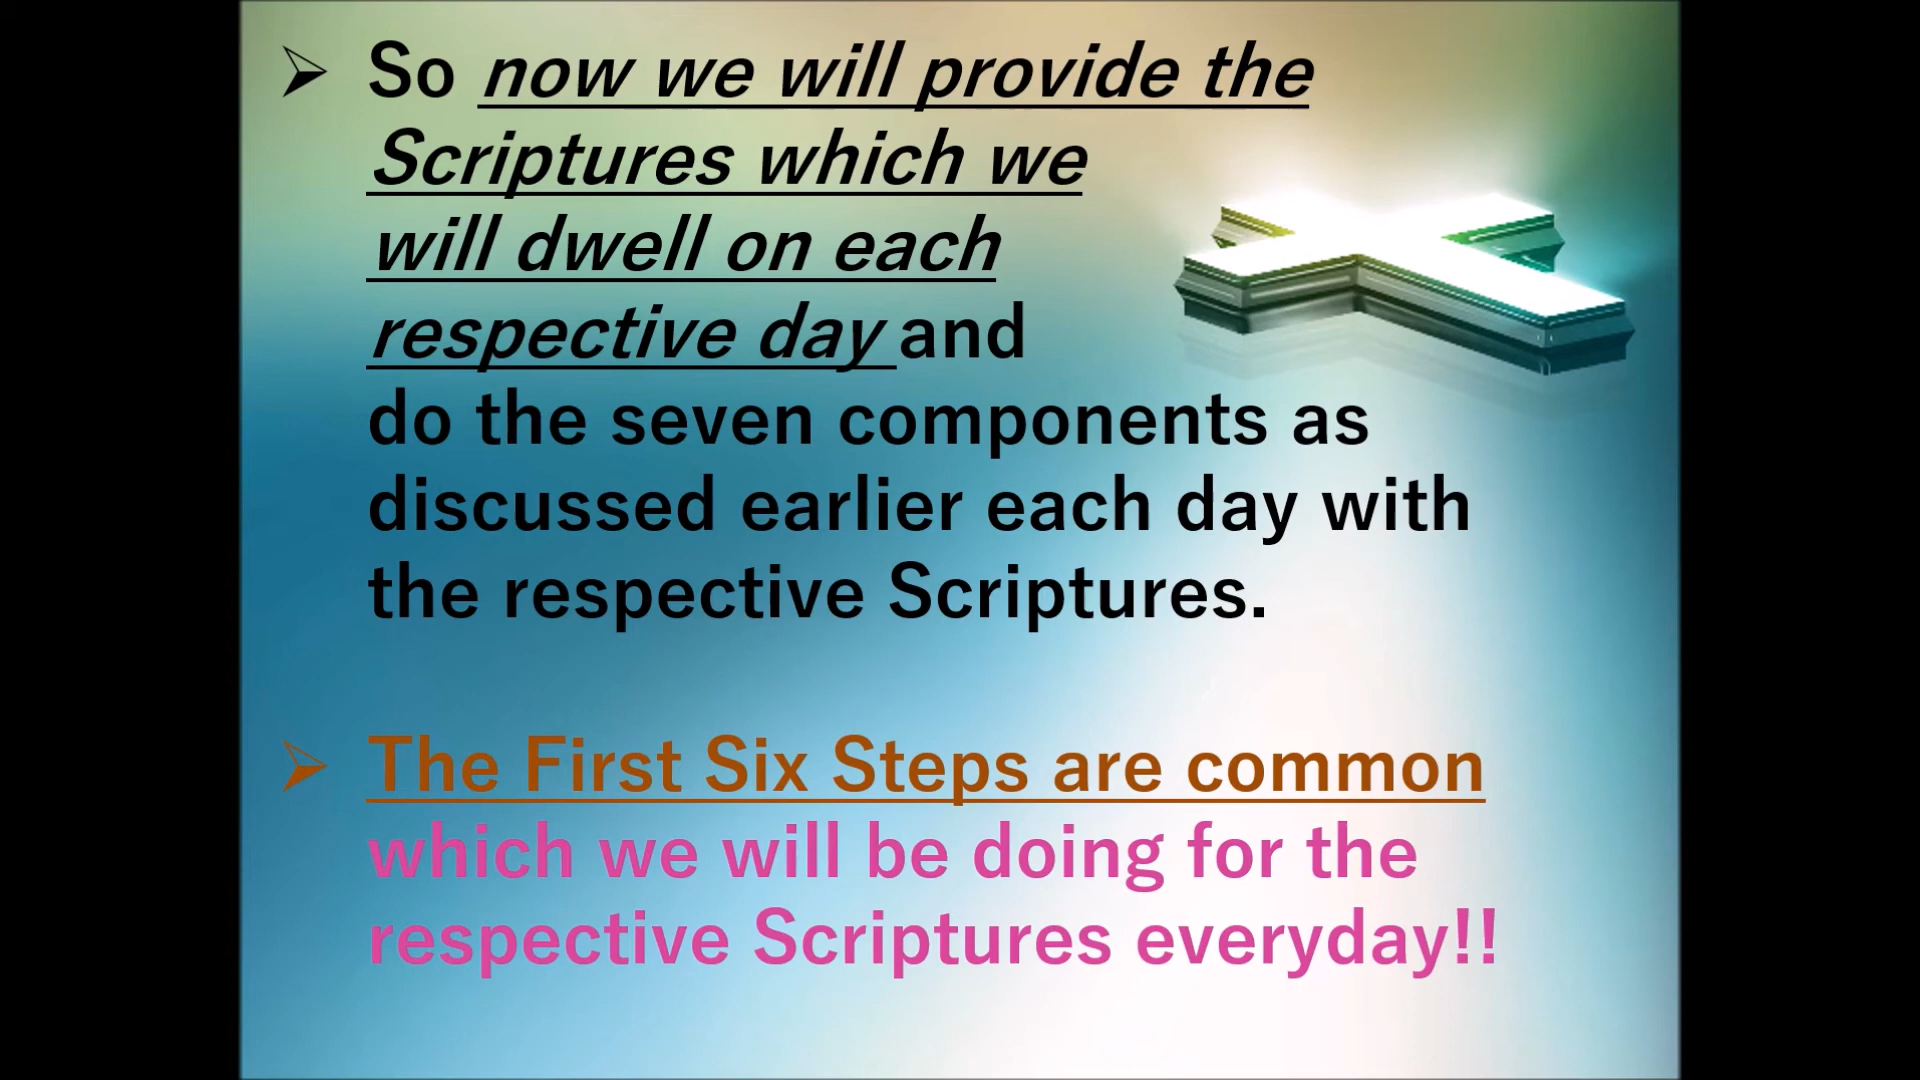 So now we will provide the
Scriptures which we
will dwell on each
respective day and
do the seven components as
discussed earlier each day with
the respective Scriptures.
The First Six Steps are common
which we will be doing for the
respective Scriptures everyday!!